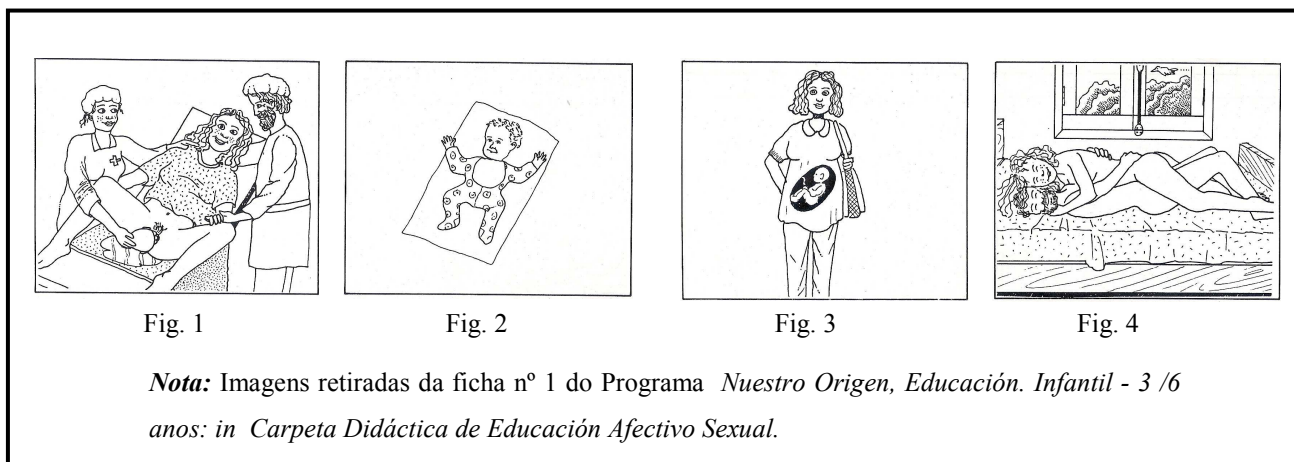 Fig. 1 Fig. 2 Fig. 3 Fig. 4
Nota: Imagens retiradas da ficha nº 1 do Programa Nuestro Origen, Educación. Infantil - 3 /6
anos: in Carpeta Didáctica de Educación Afectivo Sexual.